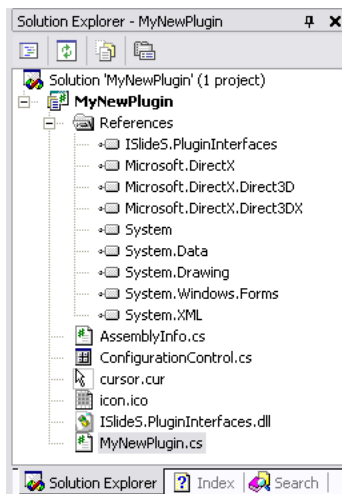 Solution Explorer - MyNewPlugin
Solution 'MyNewPlugin' (1 project)
MyNewPlugin
References
ISlideS.PluginInterfaces
Microsoft.DirectX
Microsoft.DirectX.Direct3D
Microsoft.DirectX.Direct3DX
System
System.Data
System.Drawing
System.Windows.Forms
System.XML
AssemblyInfo.cs
ConfigurationControl.cs
cursor.cur
icon.ico
ISlideS.PluginInterfaces.dll
MyNewPlugin.cs
Solution Explorer Index Search